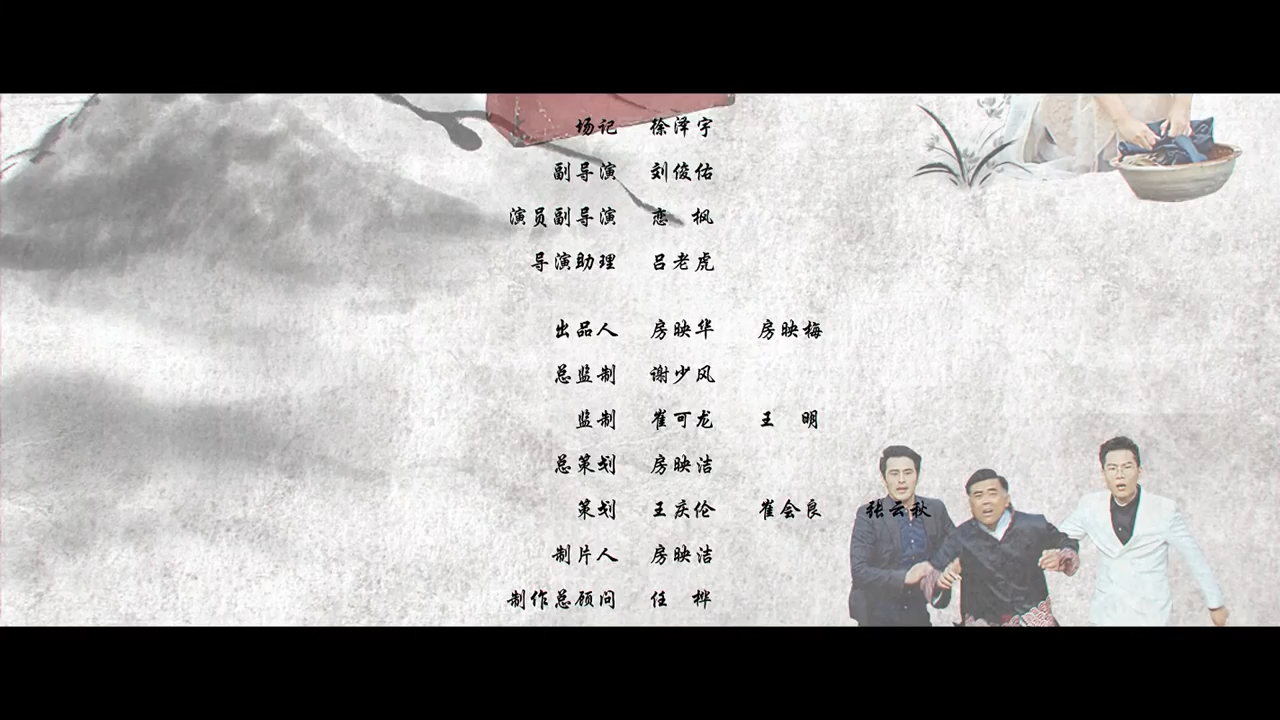 场记 徐泽宇
副导演 刘俊佑
演员副导演 恋 枫
导演助理 吕老虎
出品人 房映华 房映梅
总监制 谢少风
监制 崔可龙 王 明
总策划 房映洁
策划 王庆伦 崔会良 张云秋
制片人 房映洁
制作总顾问 任 桦